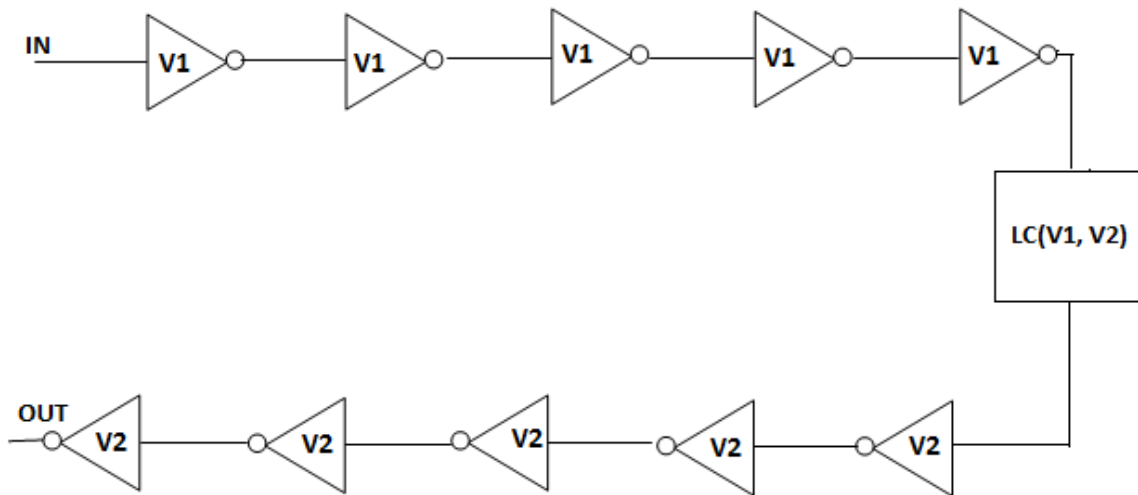 IN
V1 V1 V1 V1 V1
LC(V1, V2)
OUT
V2 V2 V2 V2 V2